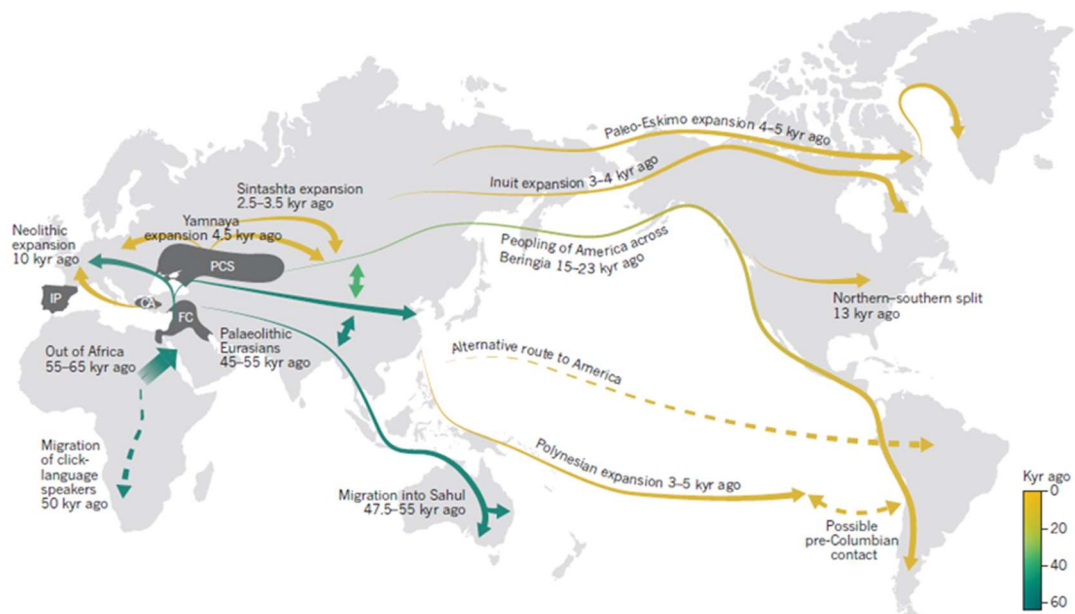 Paleo-Eskimo expansion 4–5 kyr ago
Inuit expansion 3–4 kyr ago
Sintashta expansion
2.5–3.5 kyr ago
Yamnaya
expansion 4.5 kyr ago
Neolithic
expansion
10 kyr ago
PCS
Peopling of America across
Beringia 15–23 kyr ago
IP
CA
FC
Northern–southern split
13 kyr ago
Palaeolithic
Eurasians
45–55 kyr ago
Out of Africa
55–65 kyr ago
Alternative route to America
Migration
of click-
language
speakers
50 kyr ago
Polynesian expansion 3–5 kyr ago
Migration into Sahul
47.5–55 kyr ago
Possible
pre-Columbian
contact
Kyr ago
0
20
40
60